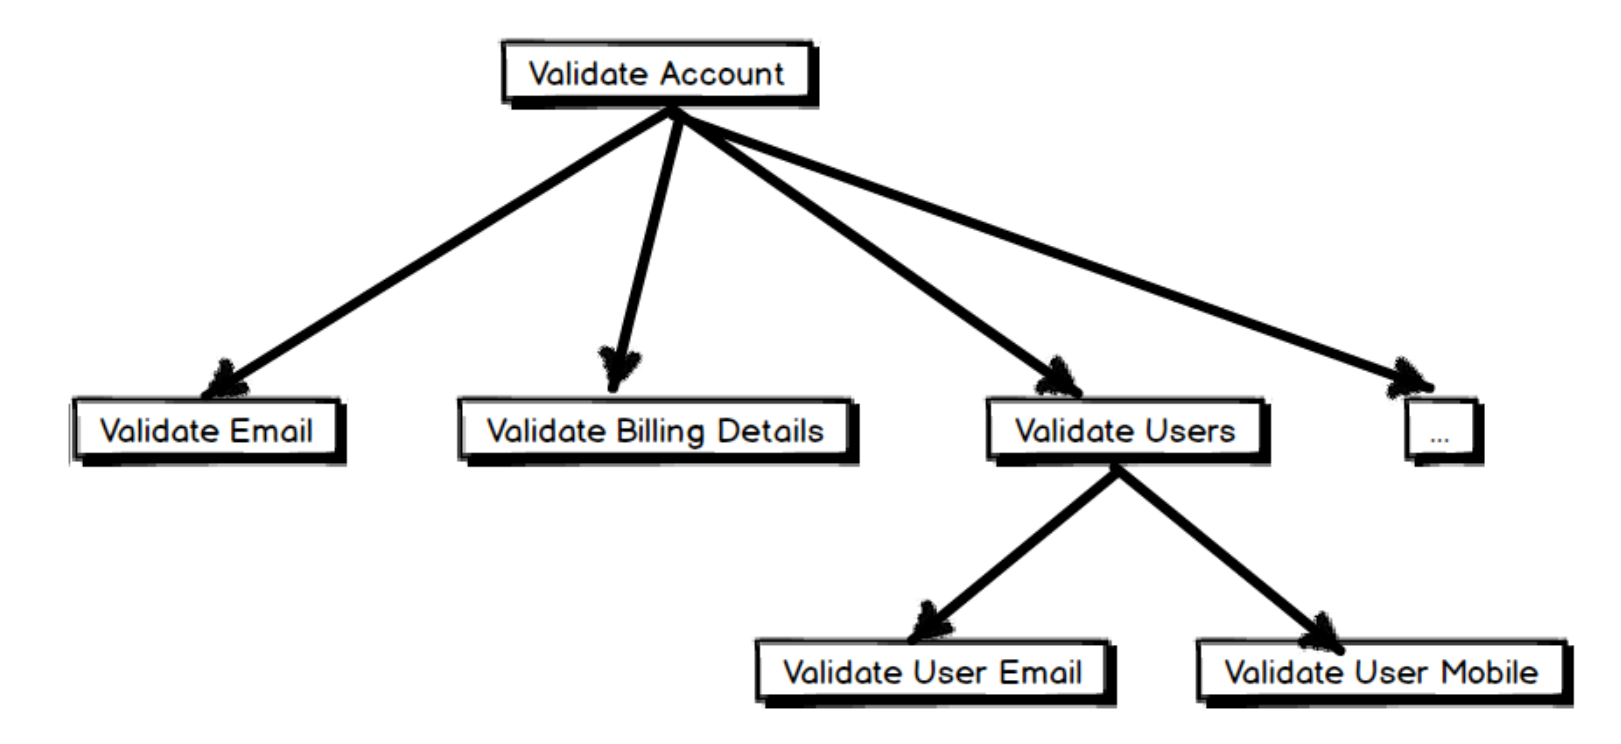 Validate Account
Validate Email
Validate Billing Details
Validate Users
...
Validate User Email
Validate User Mobile